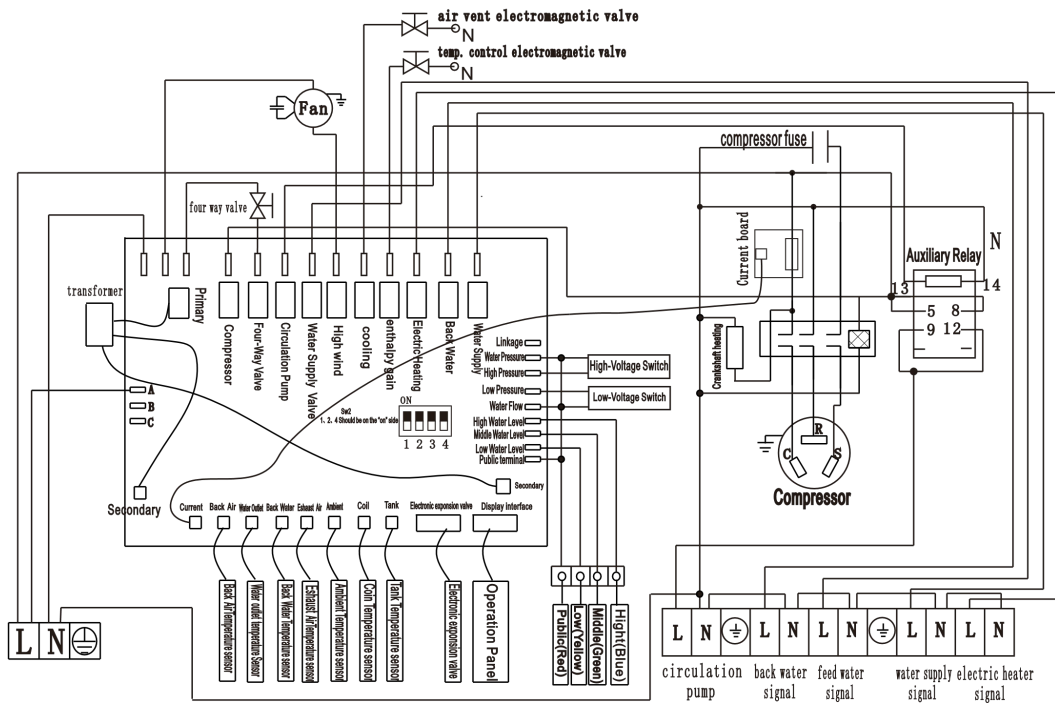 air vent electromagnetic valve
N
temp. control electromagnetic valve
N
Fan
compressor fuse
four way valve
Current board
N
Auxiliary Relay
13
14
5 8
9 12
transformer
Primary
Compressor
Four-Way Valve
Circulation Pump
Water Supply Valve
High wind
cooling
enthalpy gain
Electric Heating
Back Water
Water Supply
Linkage
Water Pressure
High Pressure
High-Voltage Switch
Low Pressure
Low-Voltage Switch
Water Flow
High Water Level
Middle Water Level
Low Water Level
Public terminal
Crankshaft heating
A
B
C
ON
Sw2
1、2、4 Should be on the "on" side
1 2 3 4
R
C
S
Compressor
Secondary
Secondary
Current
Back Air
Water Outlet
Back Water
Eshaust Air
Ambient
Coil
Tank
Electronic expansion valve
Display interface
Back AirTemperature sensor
Water outlet temperature Sensor
Back Water Temperature sensor
Eshaust AirTemperature sensor
Ambient Temperature sensor
Coin Temperature sensor
Tank Temperature sensor
Electronic expansion valve
Operation Panel
Public(Red)
Low(Yellow)
Middle(Green)
Hight(Blue)
L N
L N L N L N L N L N
circulation pump
back water signal
feed water signal
water supply signal
electric heater signal